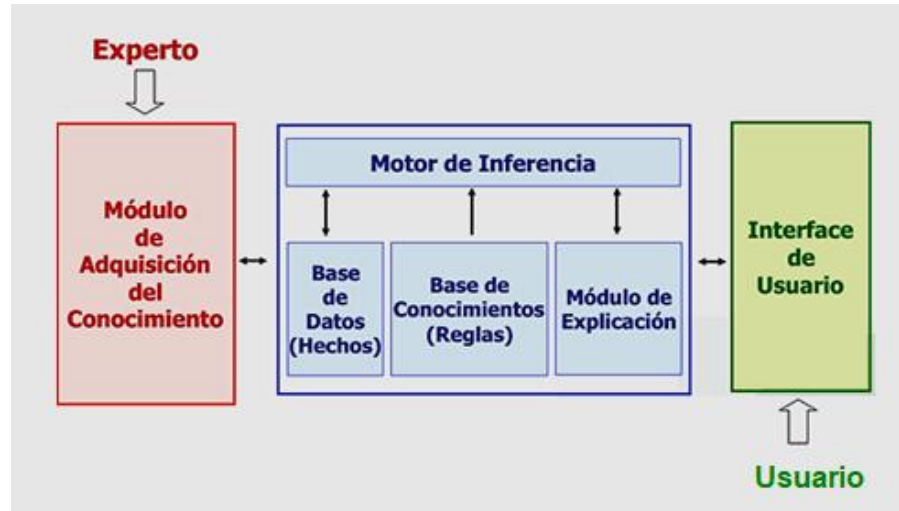 Experto
Módulo
de
Adquisición
del
Conocimiento
Motor de Inferencia
Base
de
Datos
(Hechos)
Base de
Conocimientos
(Reglas)
Módulo de
Explicación
Interface
de
Usuario
Usuario